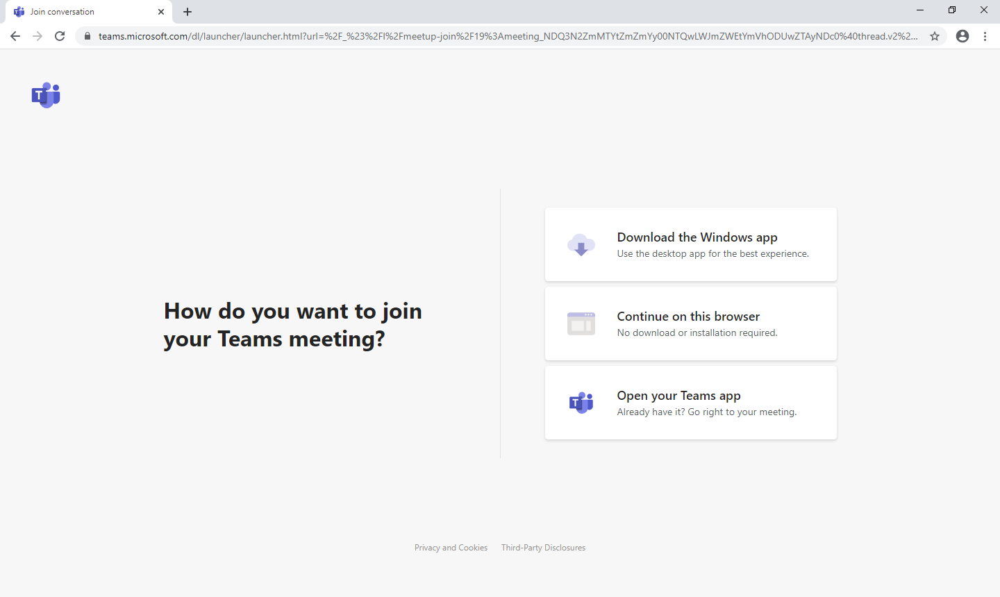 Join conversation
teams.microsoft.com/dl/launcher/launcher.html?url=%2F_%23%2Fl%2Fmeetup-join%2F19%3Ameeting_NDQ3N2ZmMTYtZmZmYy00NTQwLWJmZWEtYmVhODUwZTAyNDc0%40thread.v2%2...
T
Download the Windows app
Use the desktop app for the best experience.
How do you want to join
your Teams meeting?
Continue on this browser
No download or installation required.
T
Open your Teams app
Already have it? Go right to your meeting.
Privacy and Cookies
Third-Party Disclosures